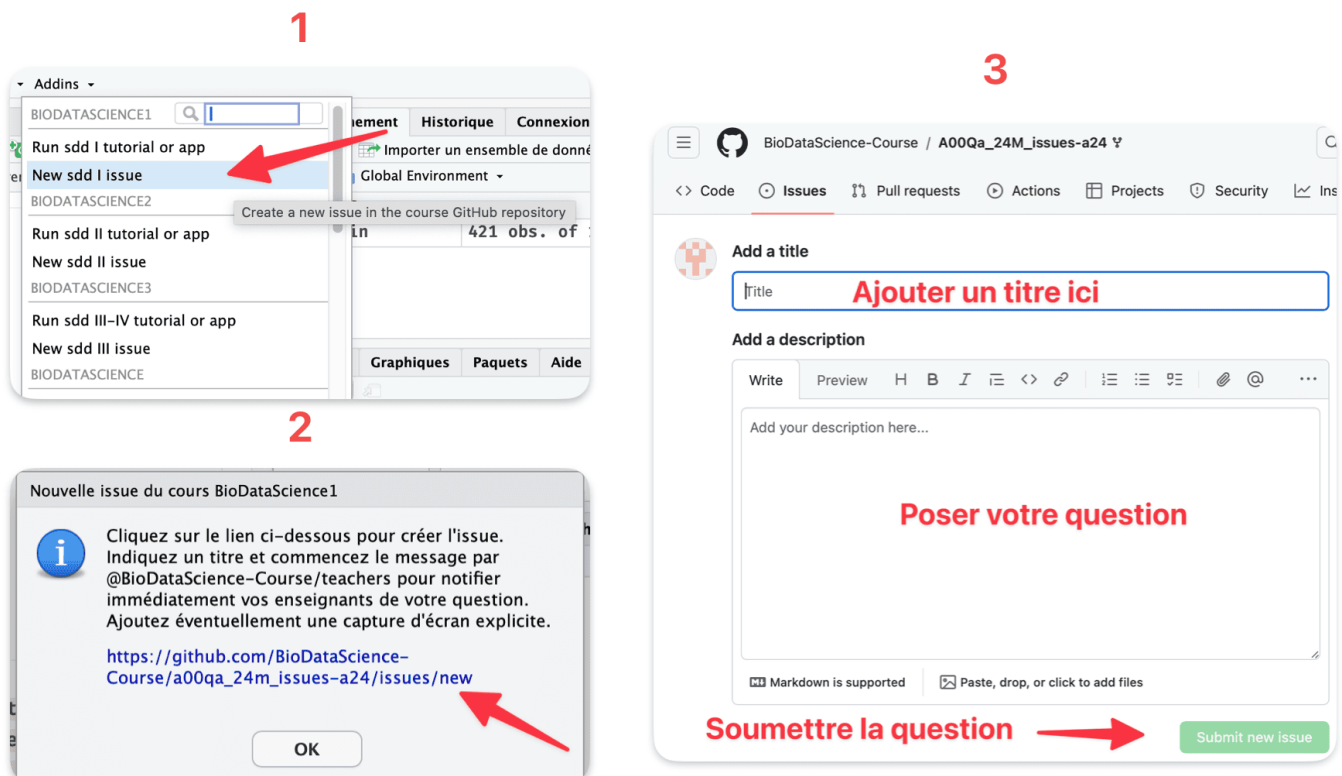 1
Addins
BIODATASCIENCE1
Run sdd I tutorial or app
New sdd I issue
BIODATASCIENCE2
Create a new issue in the course GitHub repository
Run sdd II tutorial or app
New sdd II issue
BIODATASCIENCE3
Run sdd III-IV tutorial or app
New sdd III issue
BIODATASCIENCE
Historique Connexion
Importer un ensemble de donné
Global Environment
421 obs. of
Graphiques Paquets Aide
2
Nouvelle issue du cours BioDataScience1
Cliquez sur le lien ci-dessous pour créer l'issue.
Indiquez un titre et commencez le message par
@BioDataScience-Course/teachers pour notifier
immédiatement vos enseignants de votre question.
Ajoutez éventuellement une capture d'écran explicite.
https://github.com/BioDataScience-
Course/a00qa_24m_issues-a24/issues/new
OK
3
BioDataScience-Course / A00Qa_24M_issues-a24
Code Issues Pull requests Actions Projects Security Ins
Add a title
Title Ajouter un titre ici
Add a description
Write Preview H B I
Add your description here...
Poser votre question
Markdown is supported Paste, drop, or click to add files
Soumettre la question Submit new issue